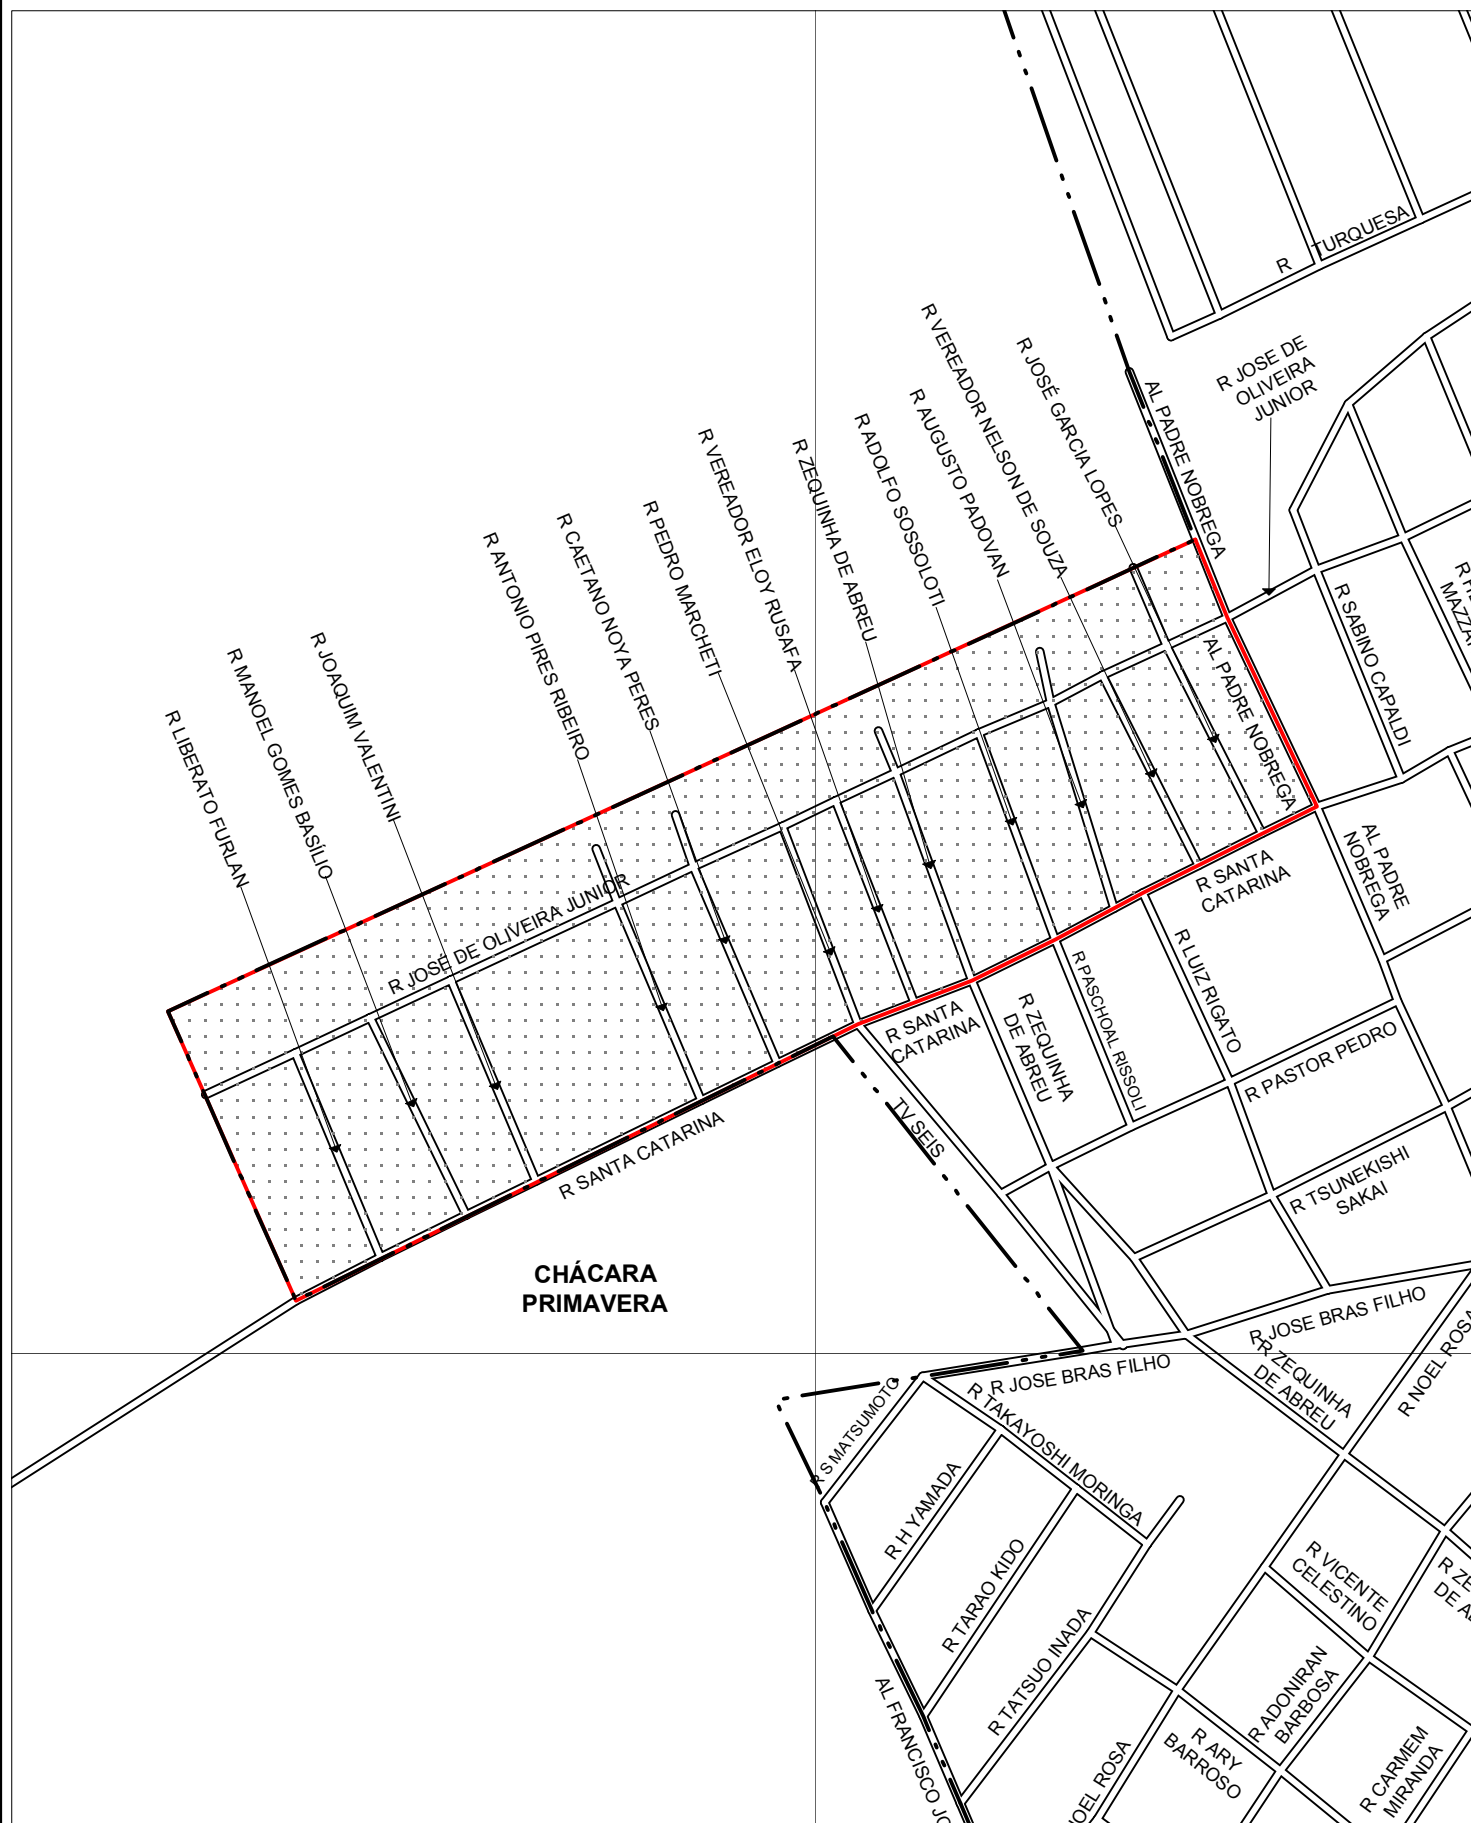 R TURQUESA
R JOSE DE
OLIVEIRA
JUNIOR
AL PADRE NOBREGA
R JOSÉ GARCIA LOPES
R VEREADOR NELSON DE SOUZA
R AUGUSTO PADOVAN
R ADOLFO SOSSOLOTI
R ZEQUINHA DE ABREU
R VEREADOR ELOY RUSAFA
R PEDRO MARCHETI
R CAETANO NOYA PERES
R ANTONIO PIRES RIBEIRO
R JOAQUIM VALENTINI
R MANOEL GOMES BASÍLIO
R LIBERATO FURLAN
R SABINO CAPALDI
AL PADRE NOBREGA
R JOSÉ DE OLIVEIRA JUNIOR
R SANTA
CATARINA
AL PADRE
NOBREGA
R LUIZ RIGATO
R PASCHOAL RISSOLI
R SANTA
CATARINA
R ZEQUINHA
DE ABREU
R PASTOR PEDRO
TV SEIS
R SANTA CATARINA
R TSUNEKISHI
SAKAI
CHÁCARA
PRIMAVERA
R JOSE BRAS FILHO
R JOSE BRAS FILHO
R ZEQUINHA
DE ABREU
R NOEL ROSA
R S MATSUMOTO
R TAKAYOSHI MORINGA
R H YAMADA
R TARAO KIDO
R TATSUO INADA
R VICENTE
CELESTINO
R ADONIRAN
BARBOSA
R ARY
BARROSO
R CARMEM
MIRANDA
AL FRANCISCO
ROSA